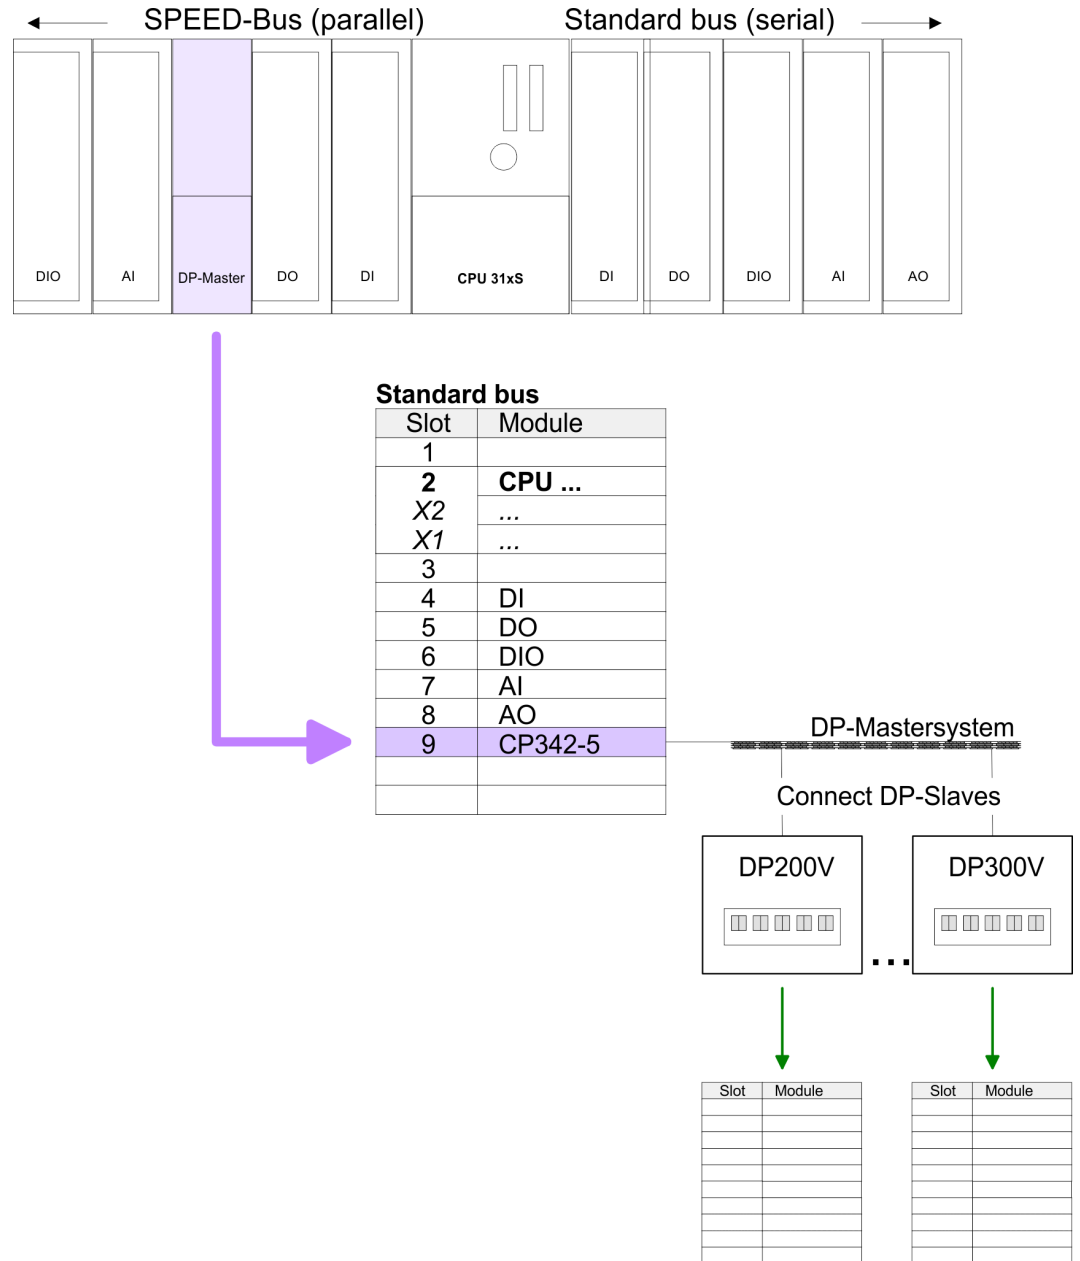 SPEED-Bus (parallel) Standard bus (serial)
DIO AI DP-Master DO DI CPU 31xS DI DO DIO AI AO
Standard bus
Slot Module
1
2 CPU ...
X2 ...
X1 ...
3
4 DI
5 DO
6 DIO
7 AI
8 AO
9 CP342-5
DP-Mastersystem
Connect DP-Slaves
DP200V DP300V
...
Slot Module Slot Module